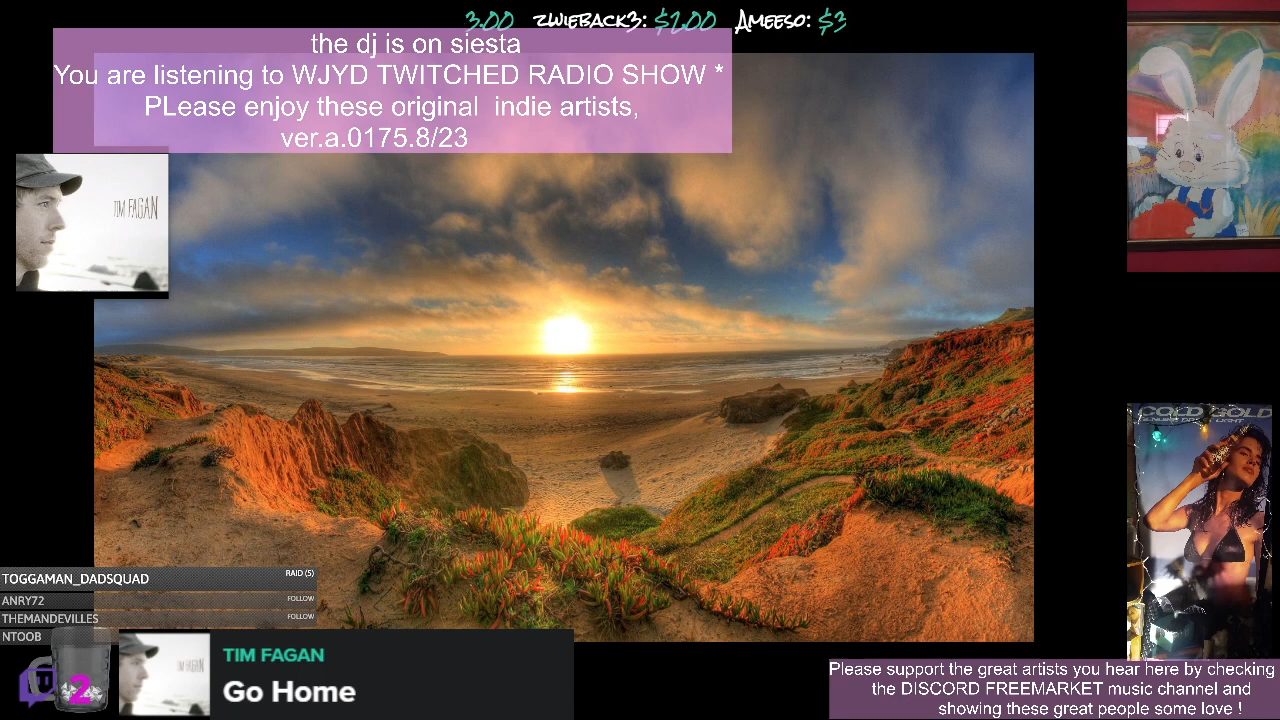 3.00 zwieback3: $1.00 Ameeso: $3
the dj is on siesta
You are listening to WJYD TWITCHED RADIO SHOW *
PLease enjoy these original indie artists,
ver.a.0175.8/23
TIM FAGAN
COLD GOLD
TOGGAMAN_DADSQUAD RAID (5)
ANRY72 FOLLOW
THEMANDEVILLES FOLLOW
NTOOB
2
TIM FAGAN
TIM FAGAN
Go Home
Please support the great artists you hear here by checking
the DISCORD FREEMARKET music channel and
showing these great people some love !